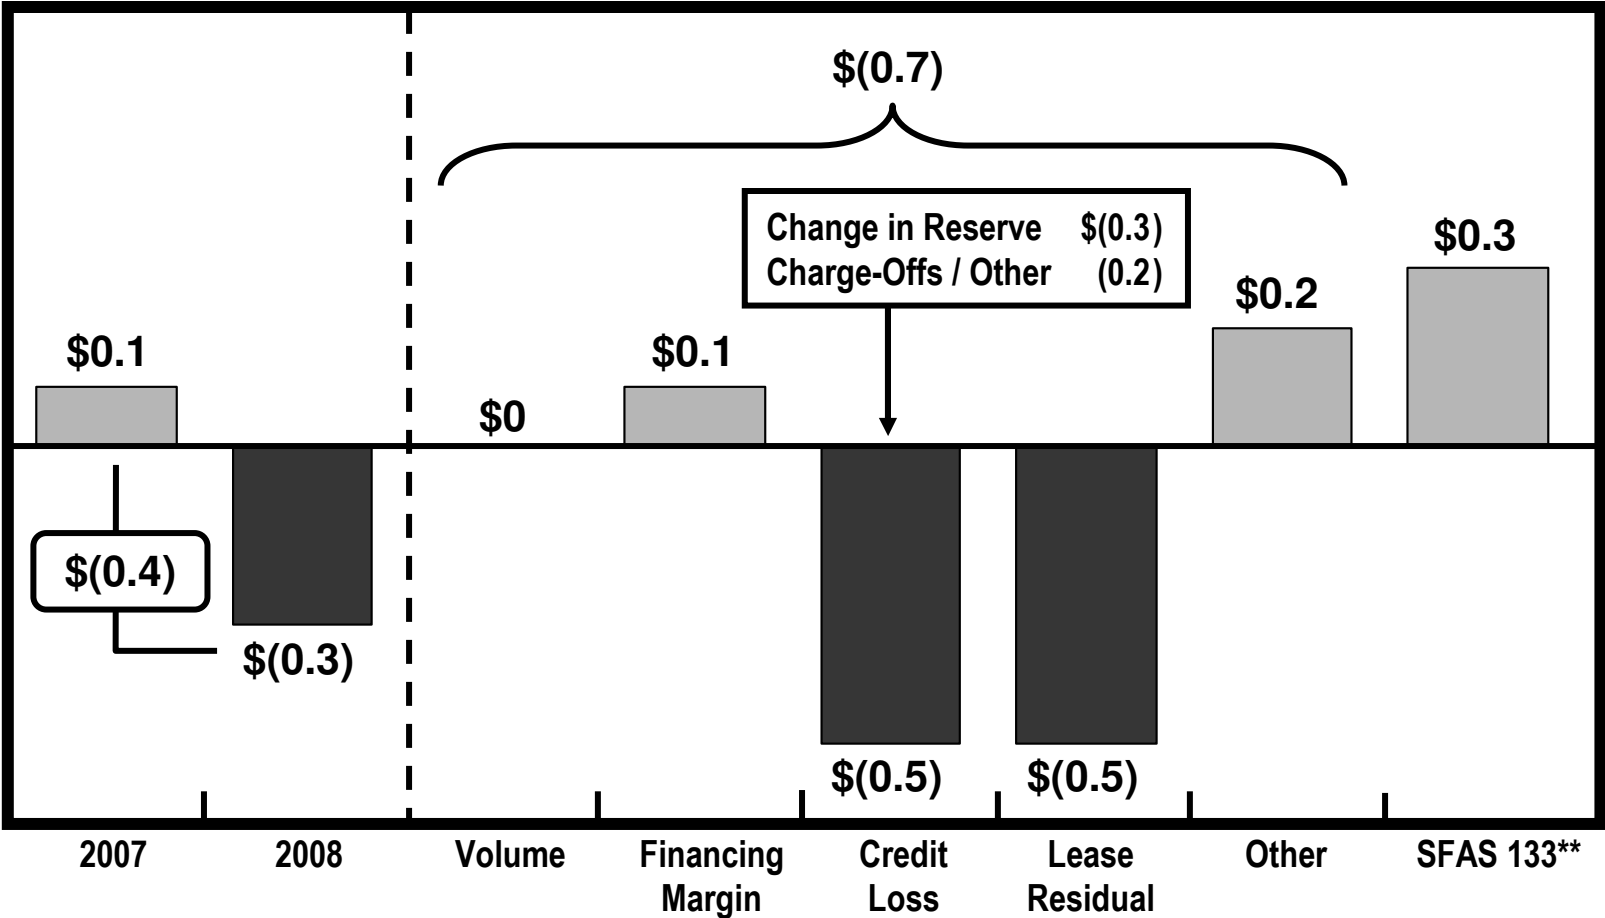 $(0.7)
Change in Reserve $(0.3)
Charge-Offs / Other (0.2)
$0.3
$0.2
$0.1
$0.1
$0
$(0.4)
$(0.3)
$(0.5)
$(0.5)
2007
2008
Volume
Financing
Margin
Credit
Loss
Lease
Residual
Other
SFAS 133**